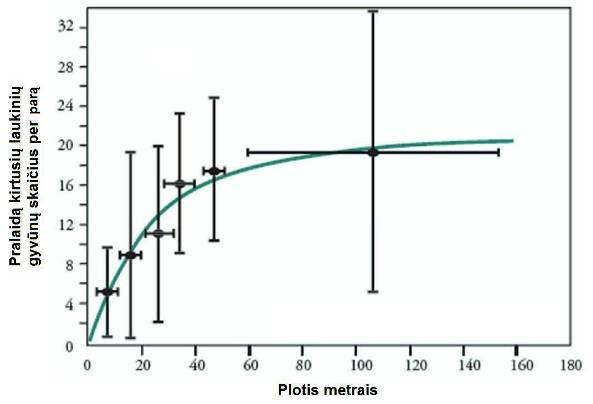 Pralaidą kirtusių laukinių
gyvūnų skaičius per parą
32
28
24
20
16
12
8
4
0
0 20 40 60 80 100 120 140 160 180
Plotis metrais